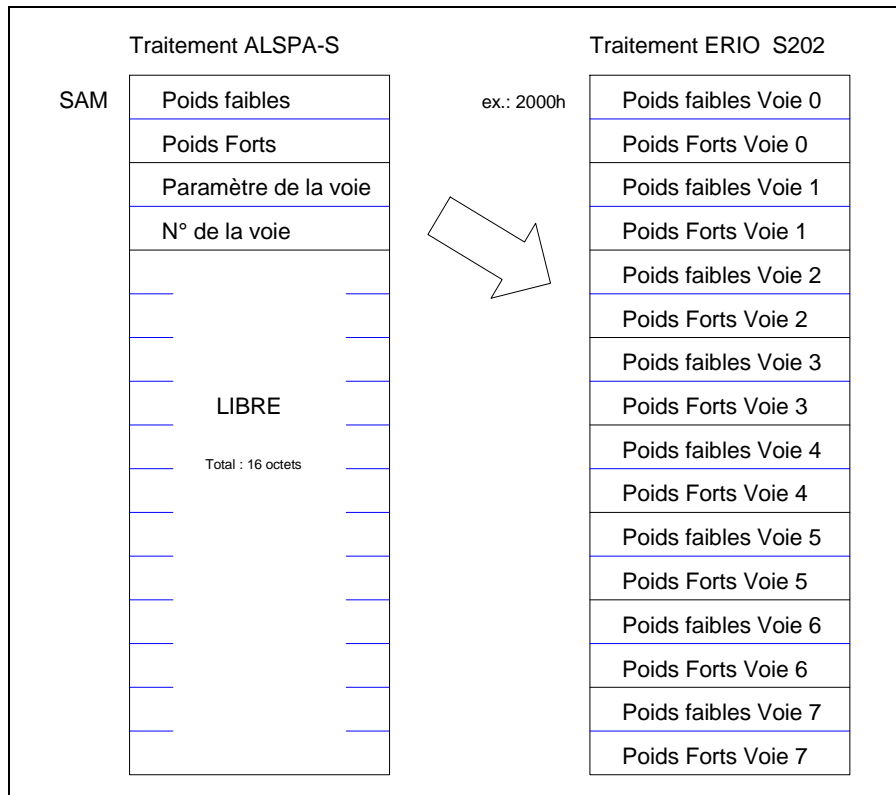 Traitement ALSPA-S
SAM
Poids faibles
Poids Forts
Paramètre de la voie
N° de la voie
LIBRE
Total : 16 octets
Traitement ERIO S202
ex.: 2000h
Poids faibles Voie 0
Poids Forts Voie 0
Poids faibles Voie 1
Poids Forts Voie 1
Poids faibles Voie 2
Poids Forts Voie 2
Poids faibles Voie 3
Poids Forts Voie 3
Poids faibles Voie 4
Poids Forts Voie 4
Poids faibles Voie 5
Poids Forts Voie 5
Poids faibles Voie 6
Poids Forts Voie 6
Poids faibles Voie 7
Poids Forts Voie 7